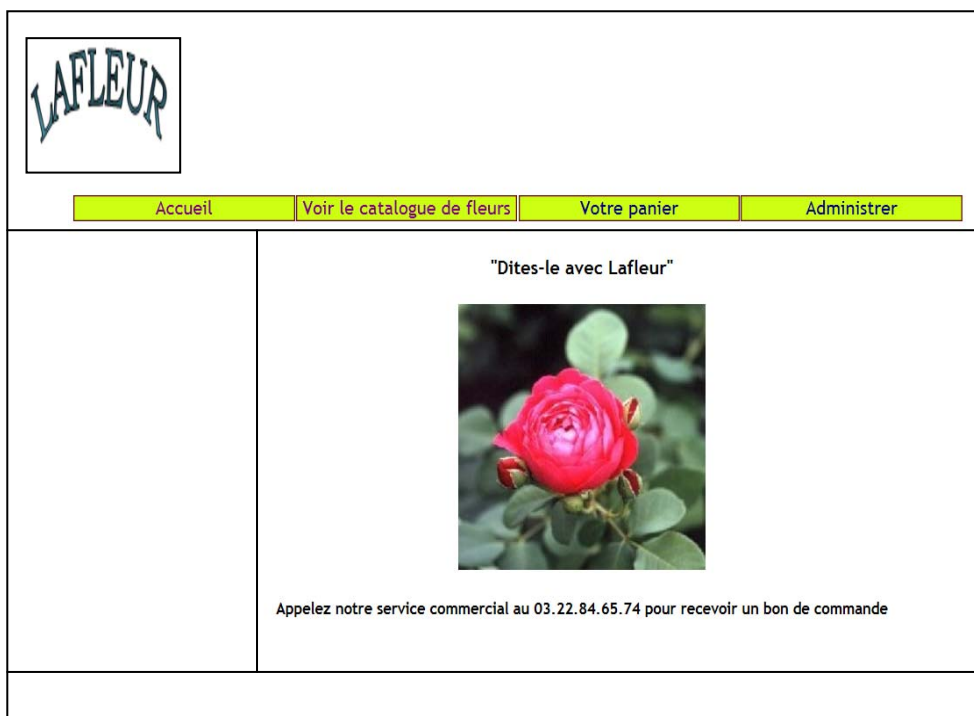 LAFLEUR
Accueil Voir le catalogue de fleurs Votre panier Administrer
"Dites-le avec Lafleur"
Appelez notre service commercial au 03.22.84.65.74 pour recevoir un bon de commande